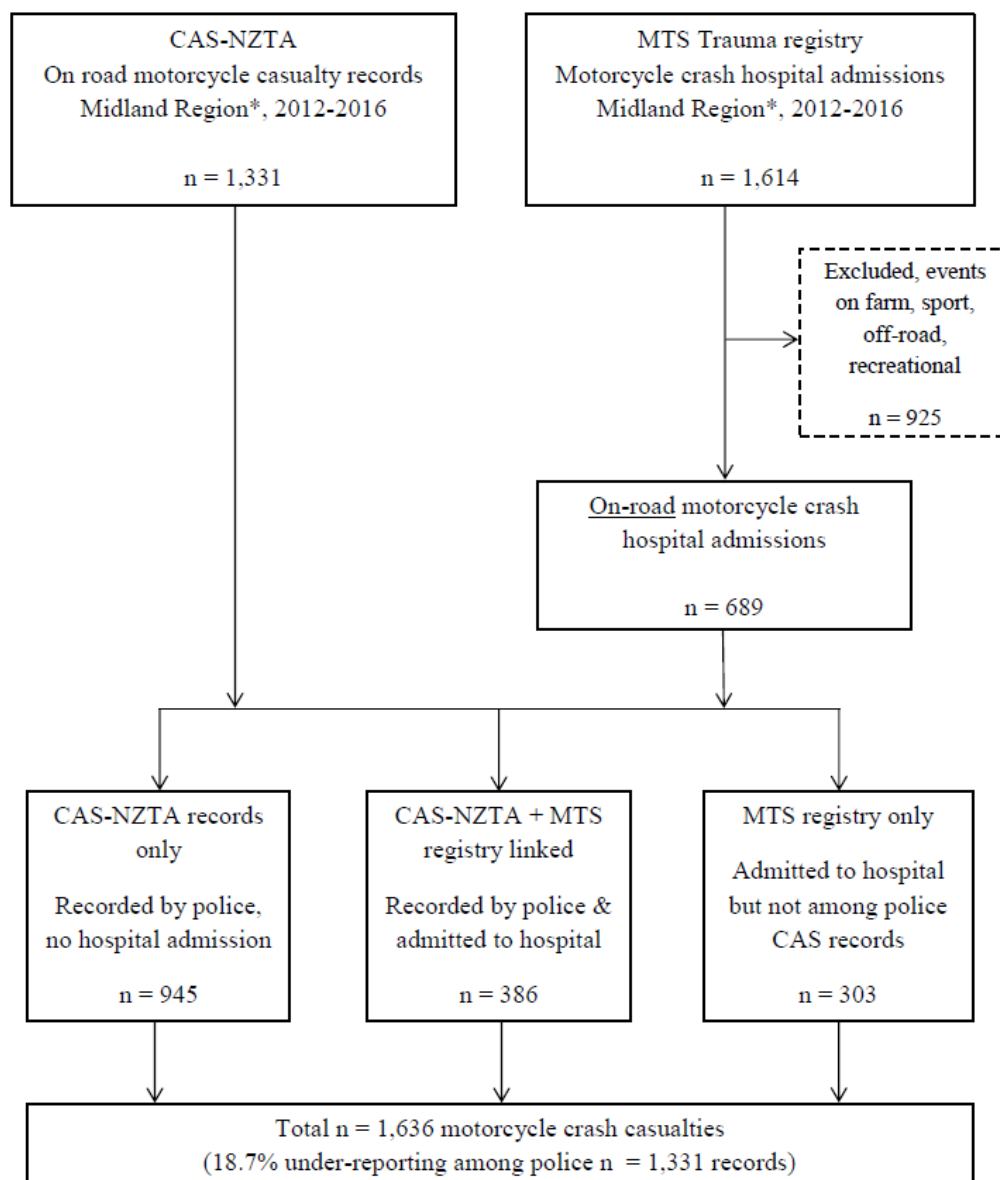 CAS-NZTA
On road motorcycle casualty records
Midland Region*, 2012-2016
n = 1,331
MTS Trauma registry
Motorcycle crash hospital admissions
Midland Region*, 2012-2016
n = 1,614
Excluded, events
on farm, sport,
off-road,
recreational
n = 925
On-road motorcycle crash
hospital admissions
n = 689
CAS-NZTA records
only
Recorded by police,
no hospital admission
n = 945
CAS-NZTA + MTS
registry linked
Recorded by police &
admitted to hospital
n = 386
MTS registry only
Admitted to hospital
but not among police
CAS records
n = 303
Total n = 1,636 motorcycle crash casualties
(18.7% under-reporting among police n  = 1,331 records)